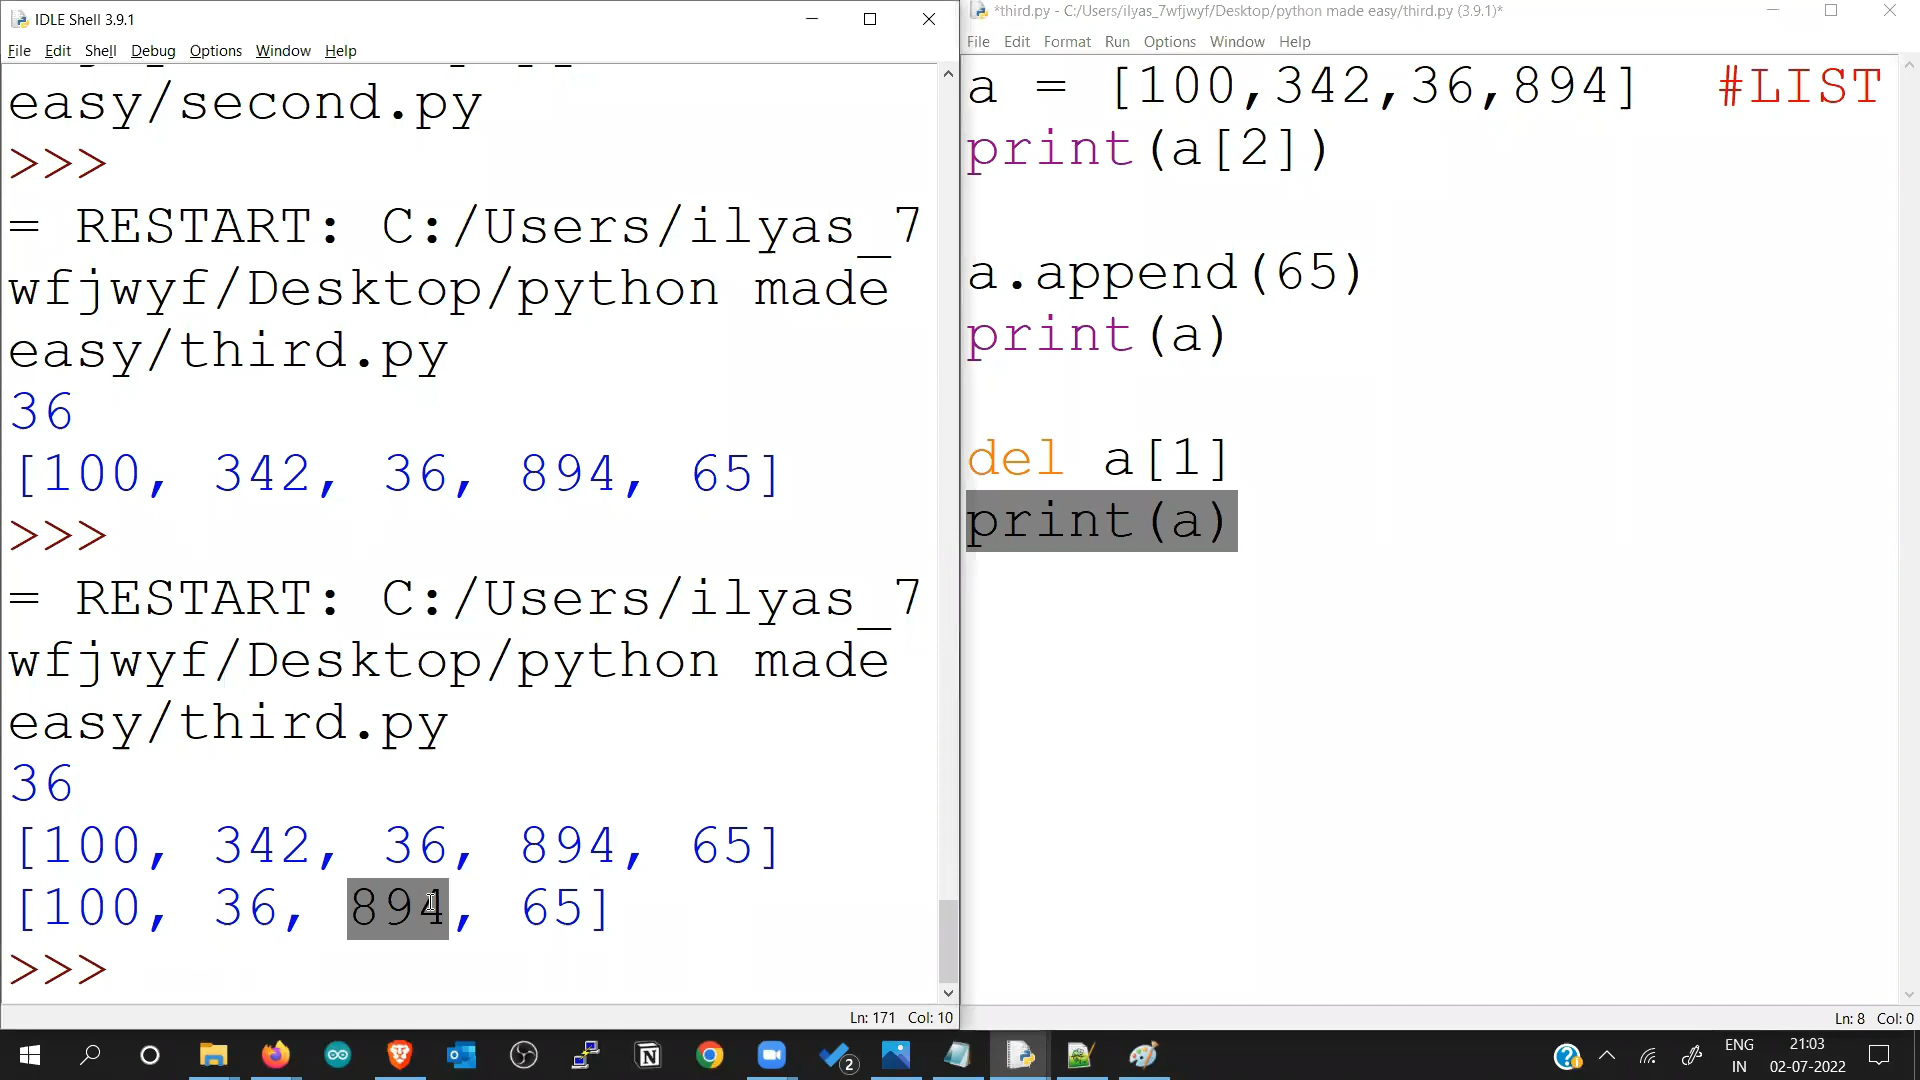 IDLE Shell 3.9.1
File Edit Shell Debug Options Window Help
easy/second.py
>>>
= RESTART: C:/Users/ilyas_7
wfjwyf/Desktop/python made
easy/third.py
36
[100, 342, 36, 894, 65]
>>>
= RESTART: C:/Users/ilyas_7
wfjwyf/Desktop/python made
easy/third.py
36
[100, 342, 36, 894, 65]
[100, 36, 894, 65]
>>>
Ln: 171 Col: 10
*third.py - C:/Users/ilyas_7wfjwyf/Desktop/python made easy/third.py (3.9.1)*
File Edit Format Run Options Window Help
a = [100,342,36,894] #LIST
print(a[2])
a.append(65)
print(a)
del a[1]
print(a)
Ln: 8 Col: 0
2
ENG
IN
21:03
02-07-2022